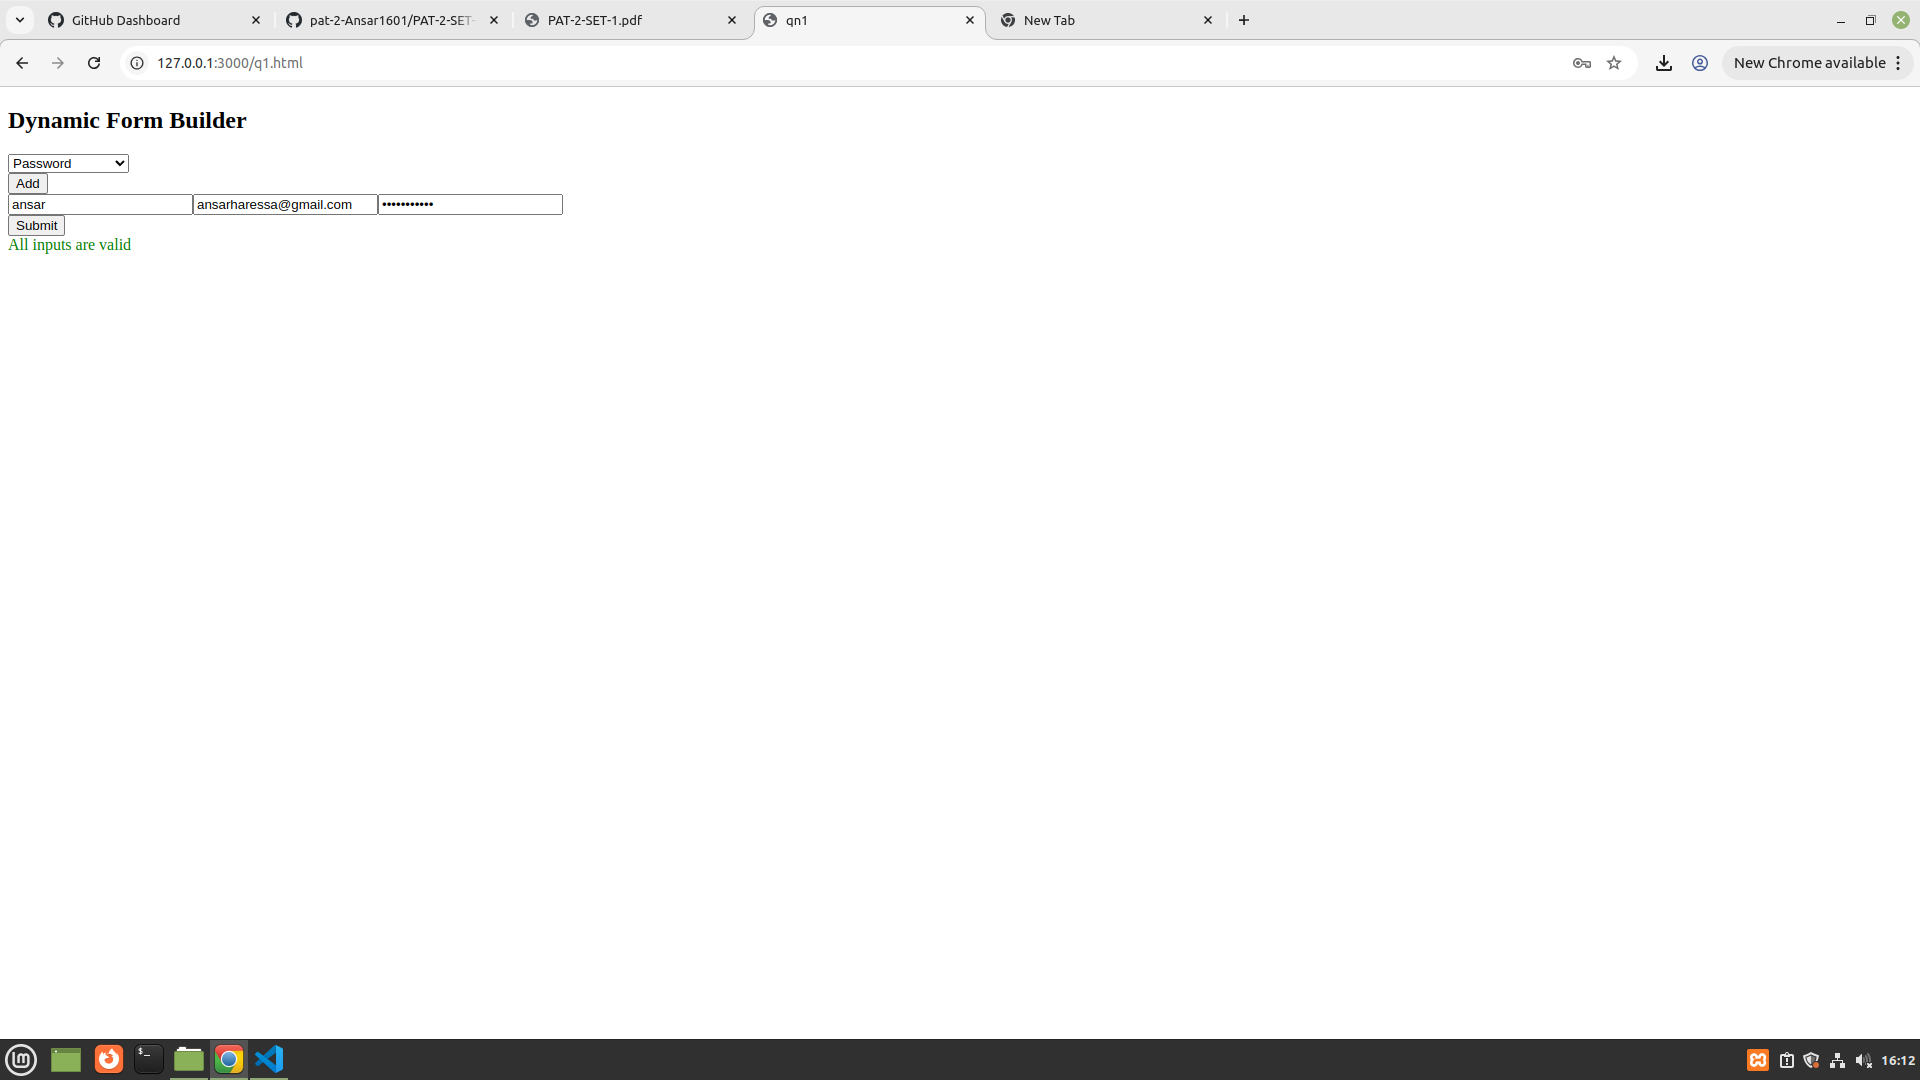 GitHub Dashboard
pat-2-Ansar1601/PAT-2-SET-
PAT-2-SET-1.pdf
qn1
New Tab
127.0.0.1:3000/q1.html
New Chrome available
Dynamic Form Builder
Password
Add
ansar ansarharessa@gmail.com •••••••••••
Submit
All inputs are valid
16:12